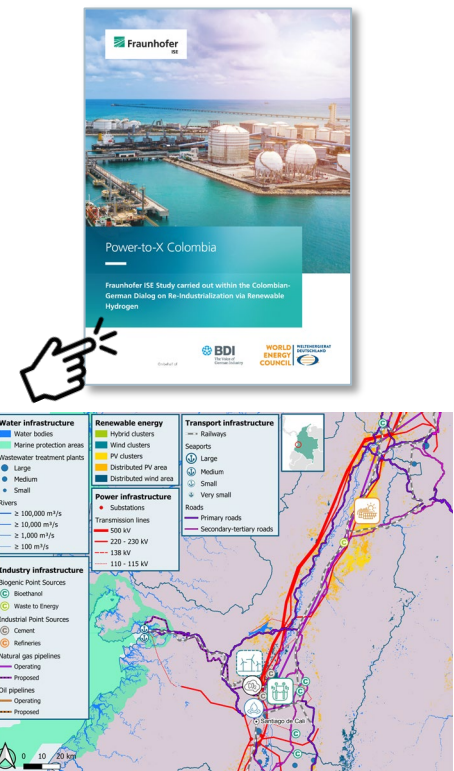 Fraunhofer
ISE
Power-to-X Colombia
Fraunhofer ISE Study carried out within the Colombian-
German Dialog on Re-Industrialization via Renewable
Hydrogen
BDI
The Voice of
German Industry
WORLD
ENERGY
COUNCIL
WELTENERGIERAT
DEUTSCHLAND
Water infrastructure
Water bodies
Marine protection areas
Wastewater treatment plants
Large
Medium
Small
Rivers
≥ 100,000 m³/s
≥ 10,000 m³/s
≥ 1,000 m³/s
≥ 100 m³/s
Renewable energy
Hybrid clusters
Wind clusters
PV clusters
Distributed PV area
Distributed wind area
Power infrastructure
Substations
Transmission lines
500 kV
220 - 230 kV
138 kV
110 - 115 kV
Transport infrastructure
Railways
Seaports
Large
Medium
Small
Very small
Roads
Primary roads
Secondary-tertiary roads
Industry infrastructure
Biogenic Point Sources
C Bioethanol
C Waste to Energy
Industrial Point Sources
C Cement
C Refineries
Natural gas pipelines
Operating
Proposed
Oil pipelines
Operating
Proposed
C
C
C
C
C
C
C
Santiago de Cali
0 10 20 km